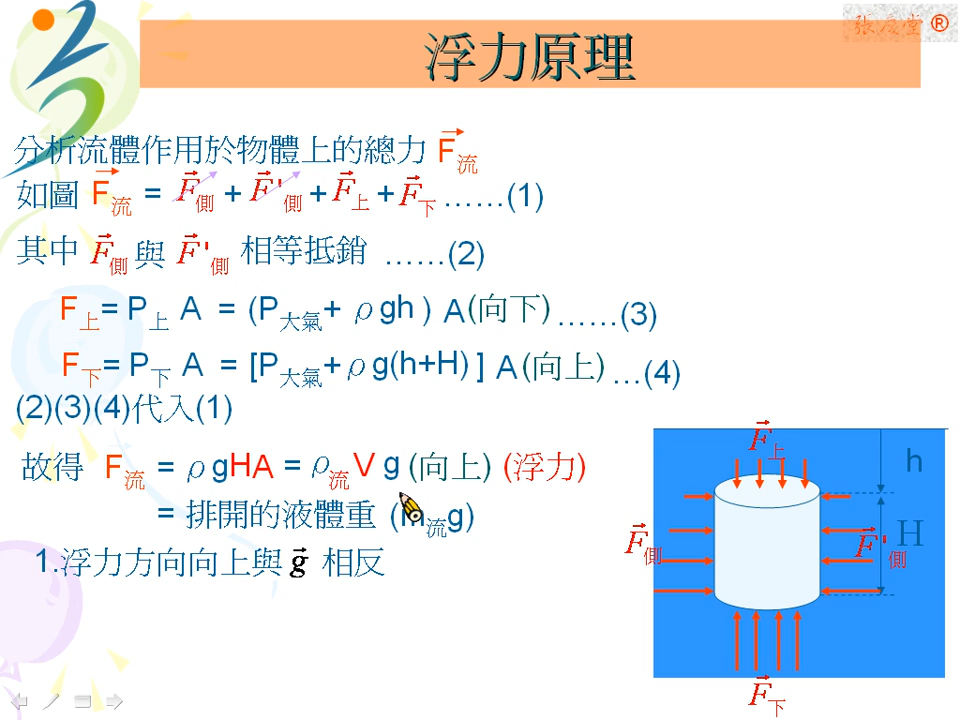 張慶堂 ®
浮力原理
分析流體作用於物體上的總力 F流
如圖 F流 = F側 + F'側 + F上 + F下 ……(1)
其中 F側 與 F'側 相等抵銷 ……(2)
F上= P上 A = (P大氣+ ρgh ) A (向下) ……(3)
F下= P下 A = [P大氣+ρg(h+H) ] A (向上) …(4)
(2)(3)(4)代入(1)
故得 F流 = ρgHA = ρ流V g (向上) (浮力)
= 排開的液體重 (m流g)
1.浮力方向向上與 g 相反
F上
h
H
F側
F'側
F下